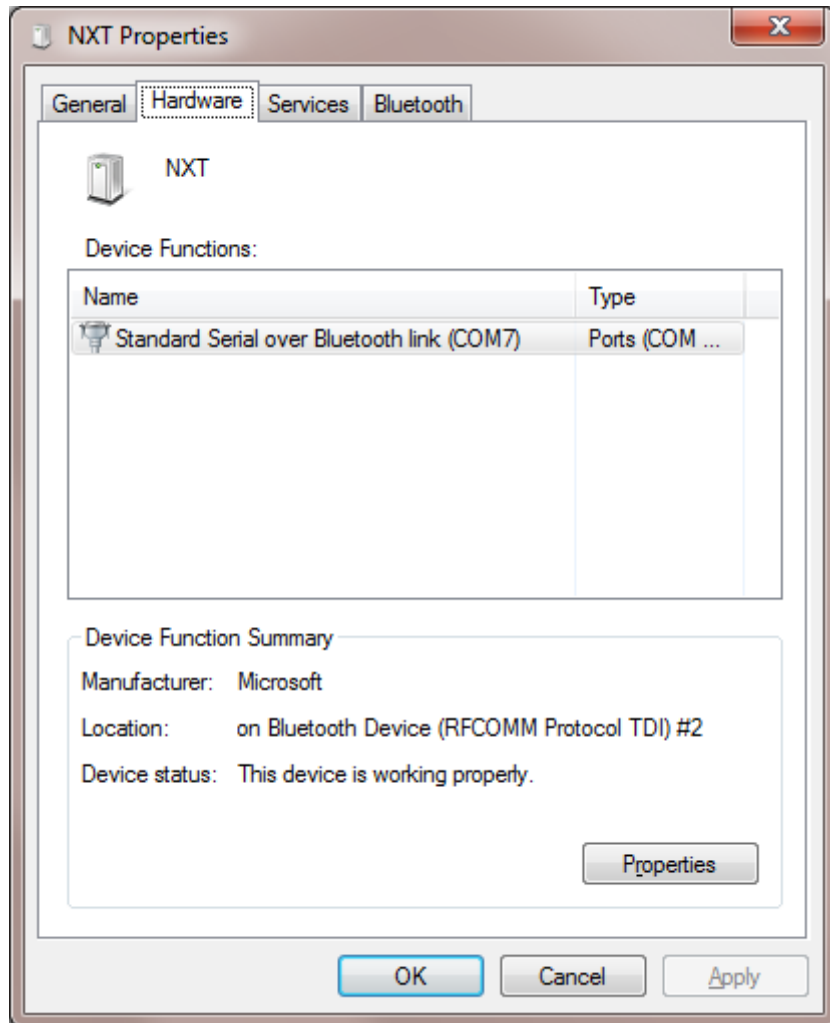 NXT Properties
General Hardware Services Bluetooth
NXT
Device Functions:
Name Type
Standard Serial over Bluetooth link (COM7) Ports (COM ...
Device Function Summary
Manufacturer: Microsoft
Location: on Bluetooth Device (RFCOMM Protocol TDI) #2
Device status: This device is working properly.
Properties
OK Cancel Apply